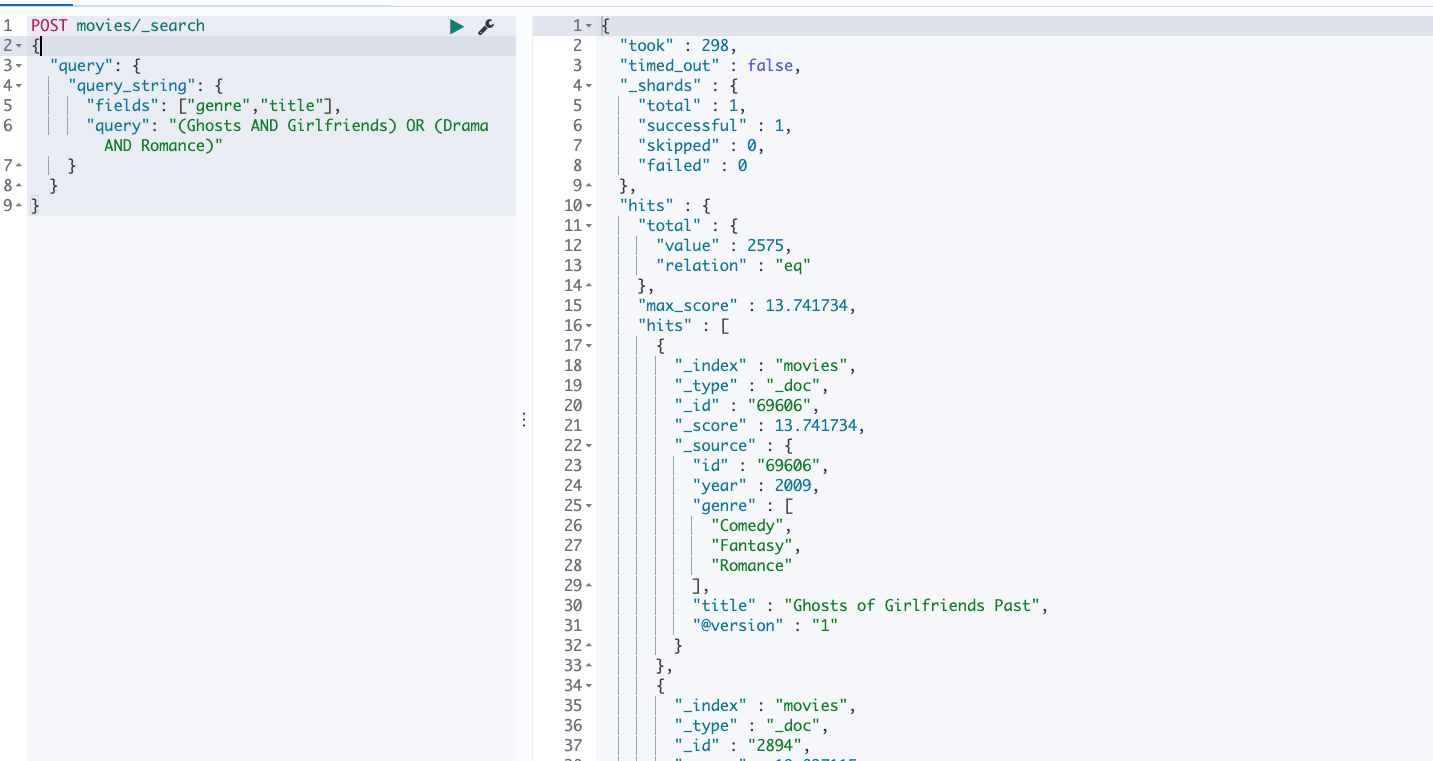 1 POST movies/_search
2 {
3 "query": {
4 "query_string": {
5 "fields": ["genre","title"],
6 "query": "(Ghosts AND Girlfriends) OR (Drama
AND Romance)"
7 }
8 }
9 }
1 {
2 "took" : 298,
3 "timed_out" : false,
4 "_shards" : {
5 "total" : 1,
6 "successful" : 1,
7 "skipped" : 0,
8 "failed" : 0
9 },
10 "hits" : {
11 "total" : {
12 "value" : 2575,
13 "relation" : "eq"
14 },
15 "max_score" : 13.741734,
16 "hits" : [
17 {
18 "_index" : "movies",
19 "_type" : "_doc",
20 "_id" : "69606",
21 "_score" : 13.741734,
22 "_source" : {
23 "id" : "69606",
24 "year" : 2009,
25 "genre" : [
26 "Comedy",
27 "Fantasy",
28 "Romance"
29 ],
30 "title" : "Ghosts of Girlfriends Past",
31 "@version" : "1"
32 }
33 },
34 {
35 "_index" : "movies",
36 "_type" : "_doc",
37 "_id" : "2894",